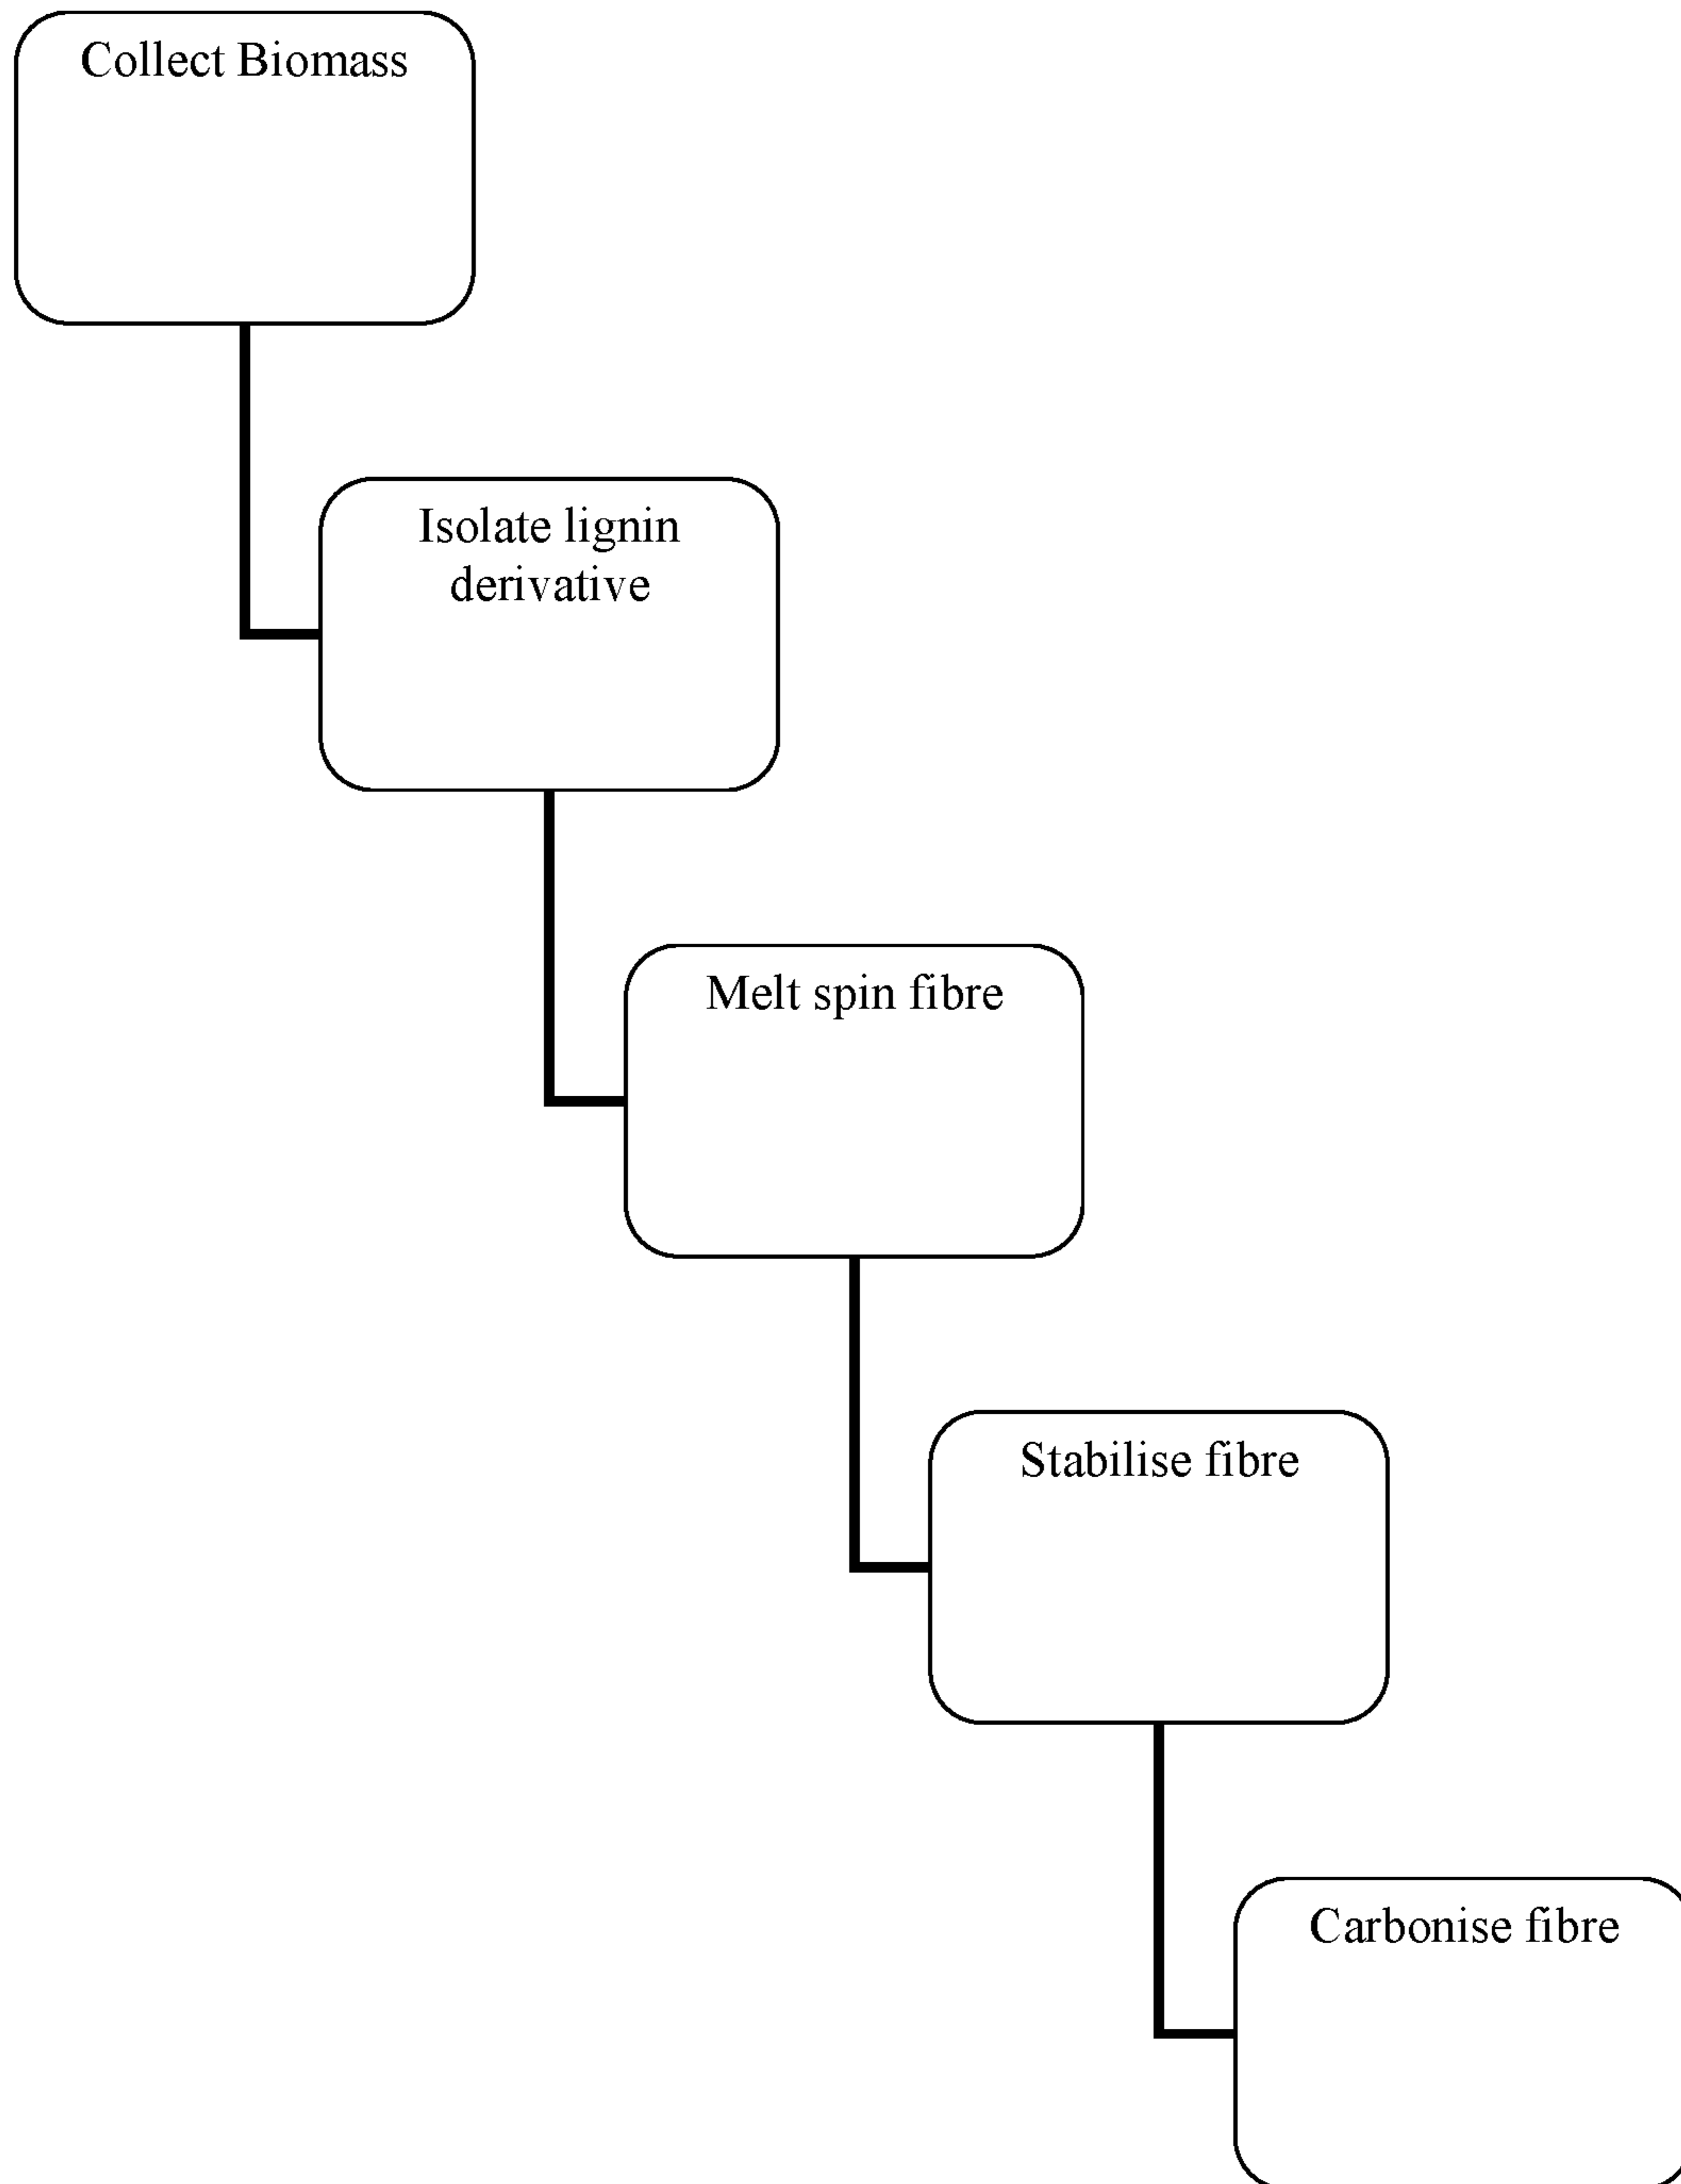 Collect Biomass
Isolate lignin
derivative
Melt spin fibre
Stabilise fibre
Carbonise fibre